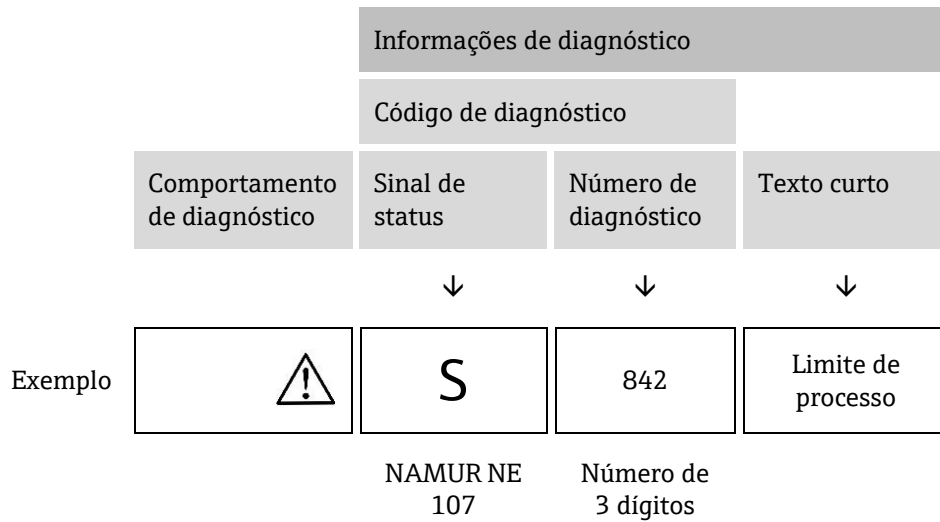 Informações de diagnóstico
Código de diagnóstico
Comportamento
de diagnóstico
Sinal de
status
Número de
diagnóstico
Texto curto
Exemplo
S
842
Limite de
processo
NAMUR NE
107
Número de
3 dígitos